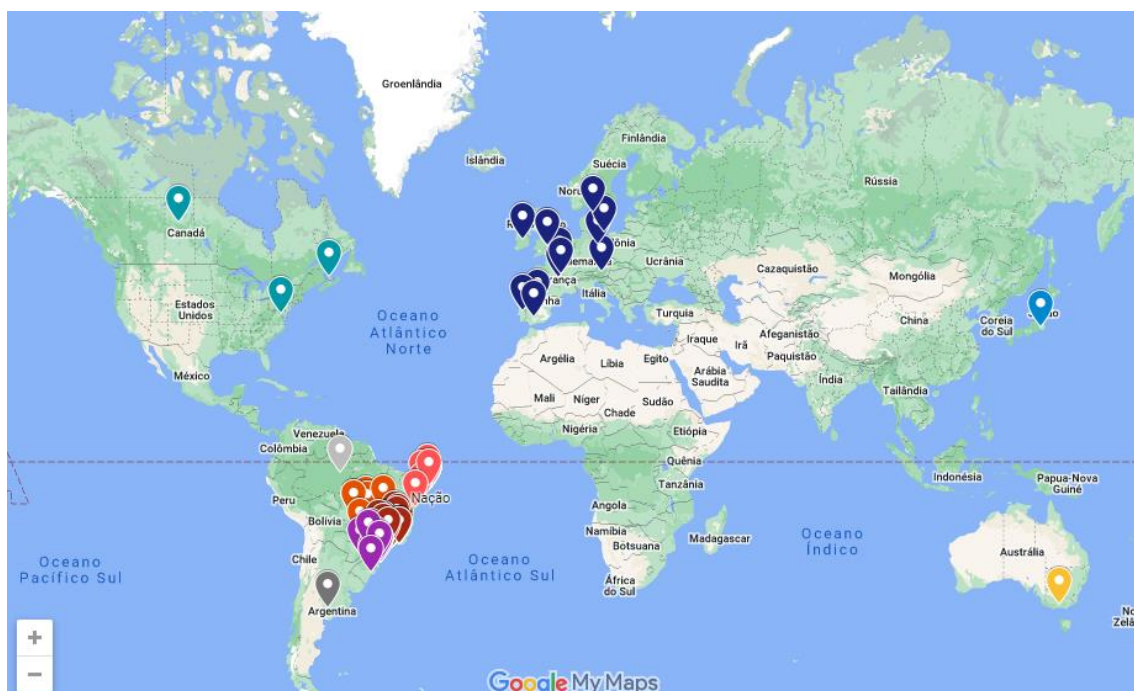 Groenlândia
Finlândia
Islândia
Suécia
Rússia
Canadá
Ucrânia
Cazaquistão
Mongólia
Itália
Estados
Unidos
Oceano
Atlântico
Norte
Turquia
China
Coreia
do Sul
Afeganistão
Iraque
Irã
Paquistão
Argélia
Líbia
Egito
Arábia
Saudita
México
Índia
Mali
Níger
Sudão
Chade
Tailândia
Venezuela
Nigéria
Etiópia
Colômbia
Quênia
Indonésia
Papua-Nova
Guiné
Tanzânia
Peru
Nação
Angola
Bolívia
Namíbia
Madagascar
Botsuana
Oceano
Índico
Austrália
Chile
Oceano
Pacífico Sul
Oceano
Atlântico Sul
África
do Sul
Argentina
+
−
Google My Maps